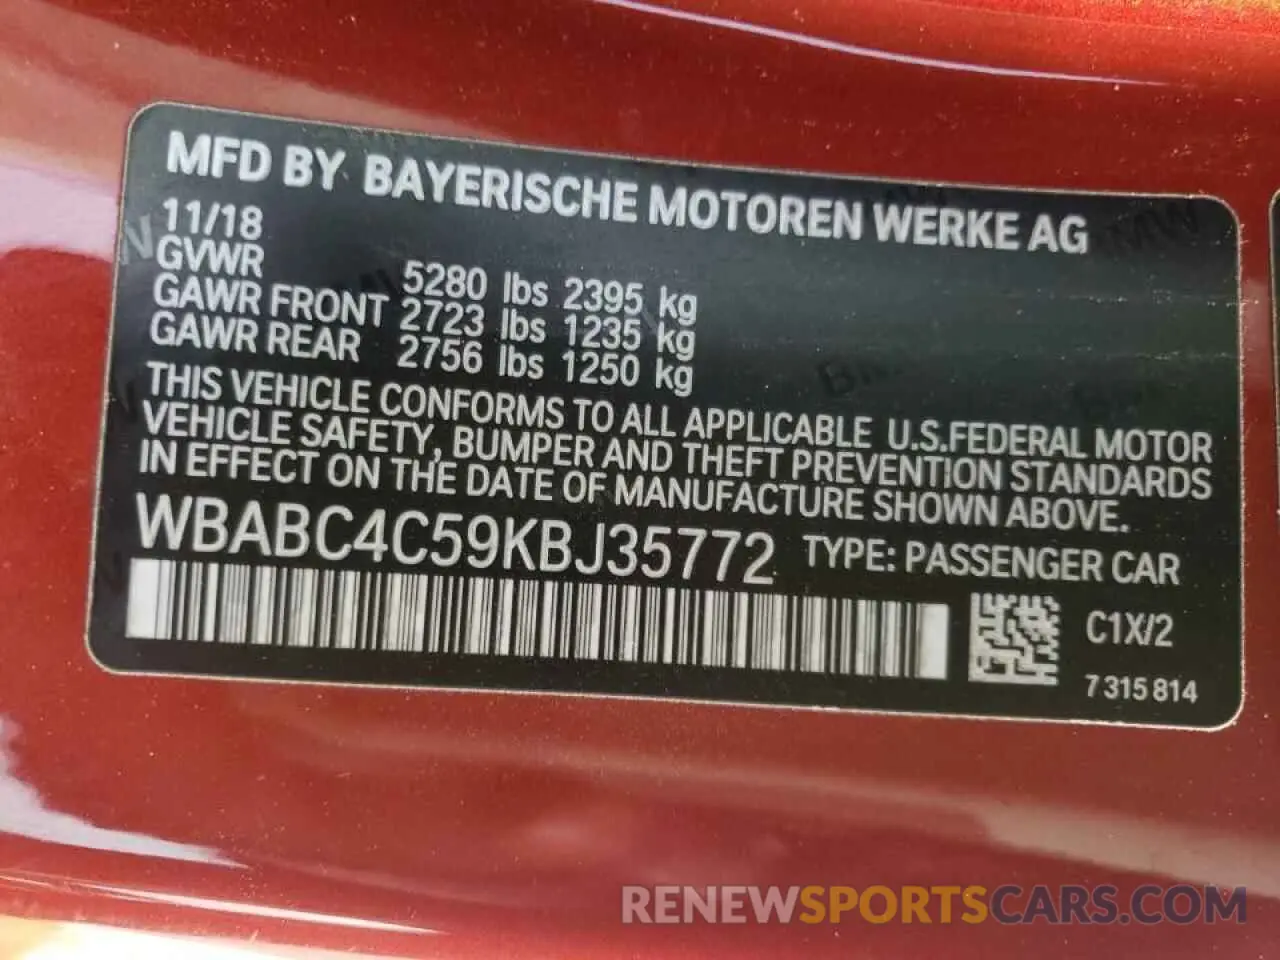 MFD BY BAYERISCHE MOTOREN WERKE AG
11/18
GVWR 5280 lbs 2395 kg
GAWR FRONT 2723 lbs 1235 kg
GAWR REAR 2756 lbs 1250 kg
THIS VEHICLE CONFORMS TO ALL APPLICABLE U.S.FEDERAL MOTOR
VEHICLE SAFETY, BUMPER AND THEFT PREVENTION STANDARDS
IN EFFECT ON THE DATE OF MANUFACTURE SHOWN ABOVE.
WBABC4C59KBJ35772 TYPE: PASSENGER CAR
C1X/2
7 315 814
RENEWSPORTSCARS.COM